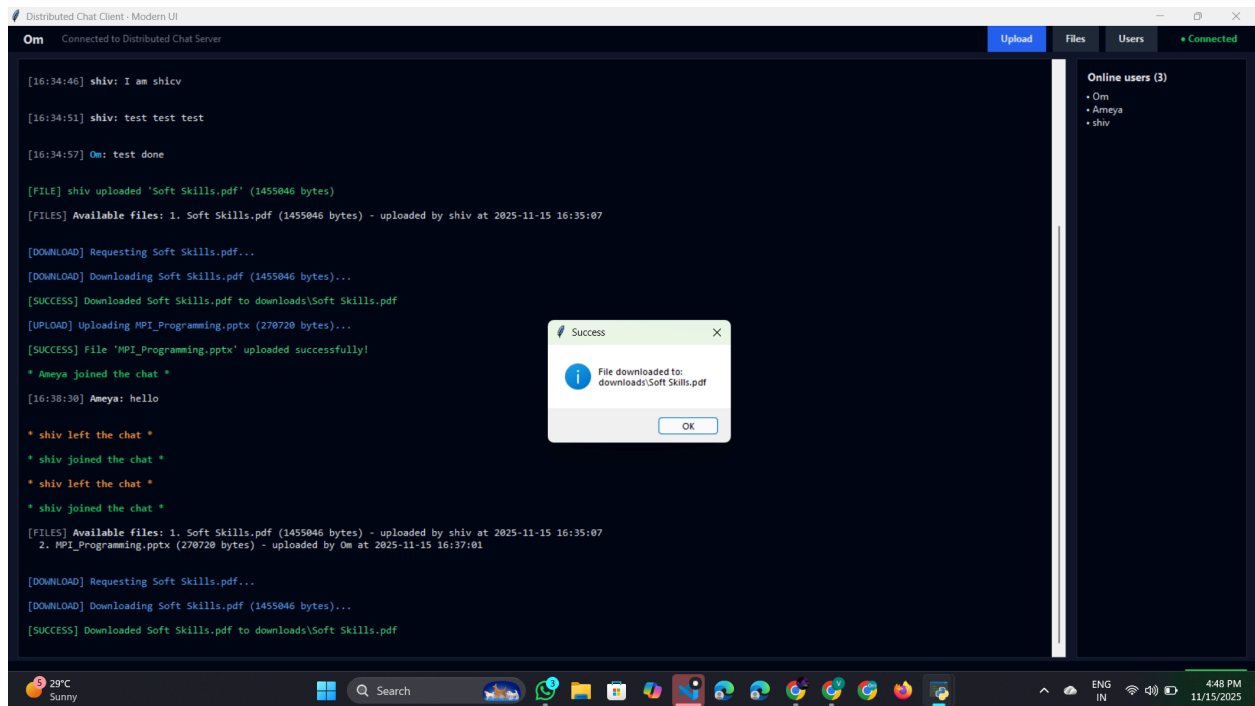 Distributed Chat Client - Modern UI
Om Connected to Distributed Chat Server Upload Files Users • Connected
[16:34:46] shiv: I am shicv
[16:34:51] shiv: test test test
[16:34:57] Om: test done
[FILE] shiv uploaded 'Soft Skills.pdf' (1455046 bytes)
[FILES] Available files: 1. Soft Skills.pdf (1455046 bytes) - uploaded by shiv at 2025-11-15 16:35:07
[DOWNLOAD] Requesting Soft Skills.pdf...
[DOWNLOAD] Downloading Soft Skills.pdf (1455046 bytes)...
[SUCCESS] Downloaded Soft Skills.pdf to downloads\Soft Skills.pdf
[UPLOAD] Uploading MPI_Programming.pptx (270720 bytes)...
[SUCCESS] File 'MPI_Programming.pptx' uploaded successfully!
* Ameya joined the chat *
[16:38:30] Ameya: hello
* shiv left the chat *
* shiv joined the chat *
* shiv left the chat *
* shiv joined the chat *
[FILES] Available files: 1. Soft Skills.pdf (1455046 bytes) - uploaded by shiv at 2025-11-15 16:35:07
2. MPI_Programming.pptx (270720 bytes) - uploaded by Om at 2025-11-15 16:37:01
[DOWNLOAD] Requesting Soft Skills.pdf...
[DOWNLOAD] Downloading Soft Skills.pdf (1455046 bytes)...
[SUCCESS] Downloaded Soft Skills.pdf to downloads\Soft Skills.pdf
Success
File downloaded to:
downloads\Soft Skills.pdf
OK
Online users (3)
• Om
• Ameya
• shiv
5
29°C
Sunny
Search
3
ENG
IN
4:48 PM
11/15/2025